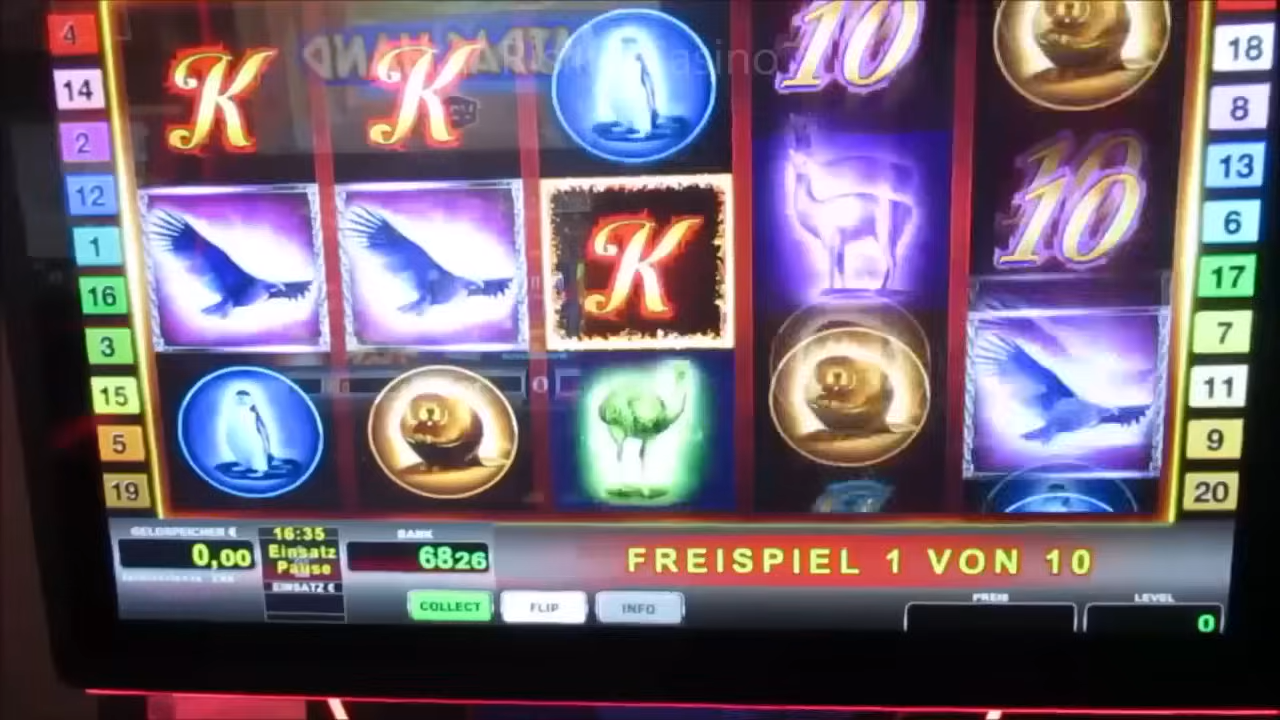 4
14
2
12
1
16
3
15
5
19
K K 10
K 10
18
8
13
6
17
7
11
9
20
GELDSPEICHER €
0,00
16:35
Einsatz
Pause
EINSATZ €
BANK
6826
FREISPIEL 1 VON 10
COLLECT FLIP INFO
PREIS
LEVEL
0